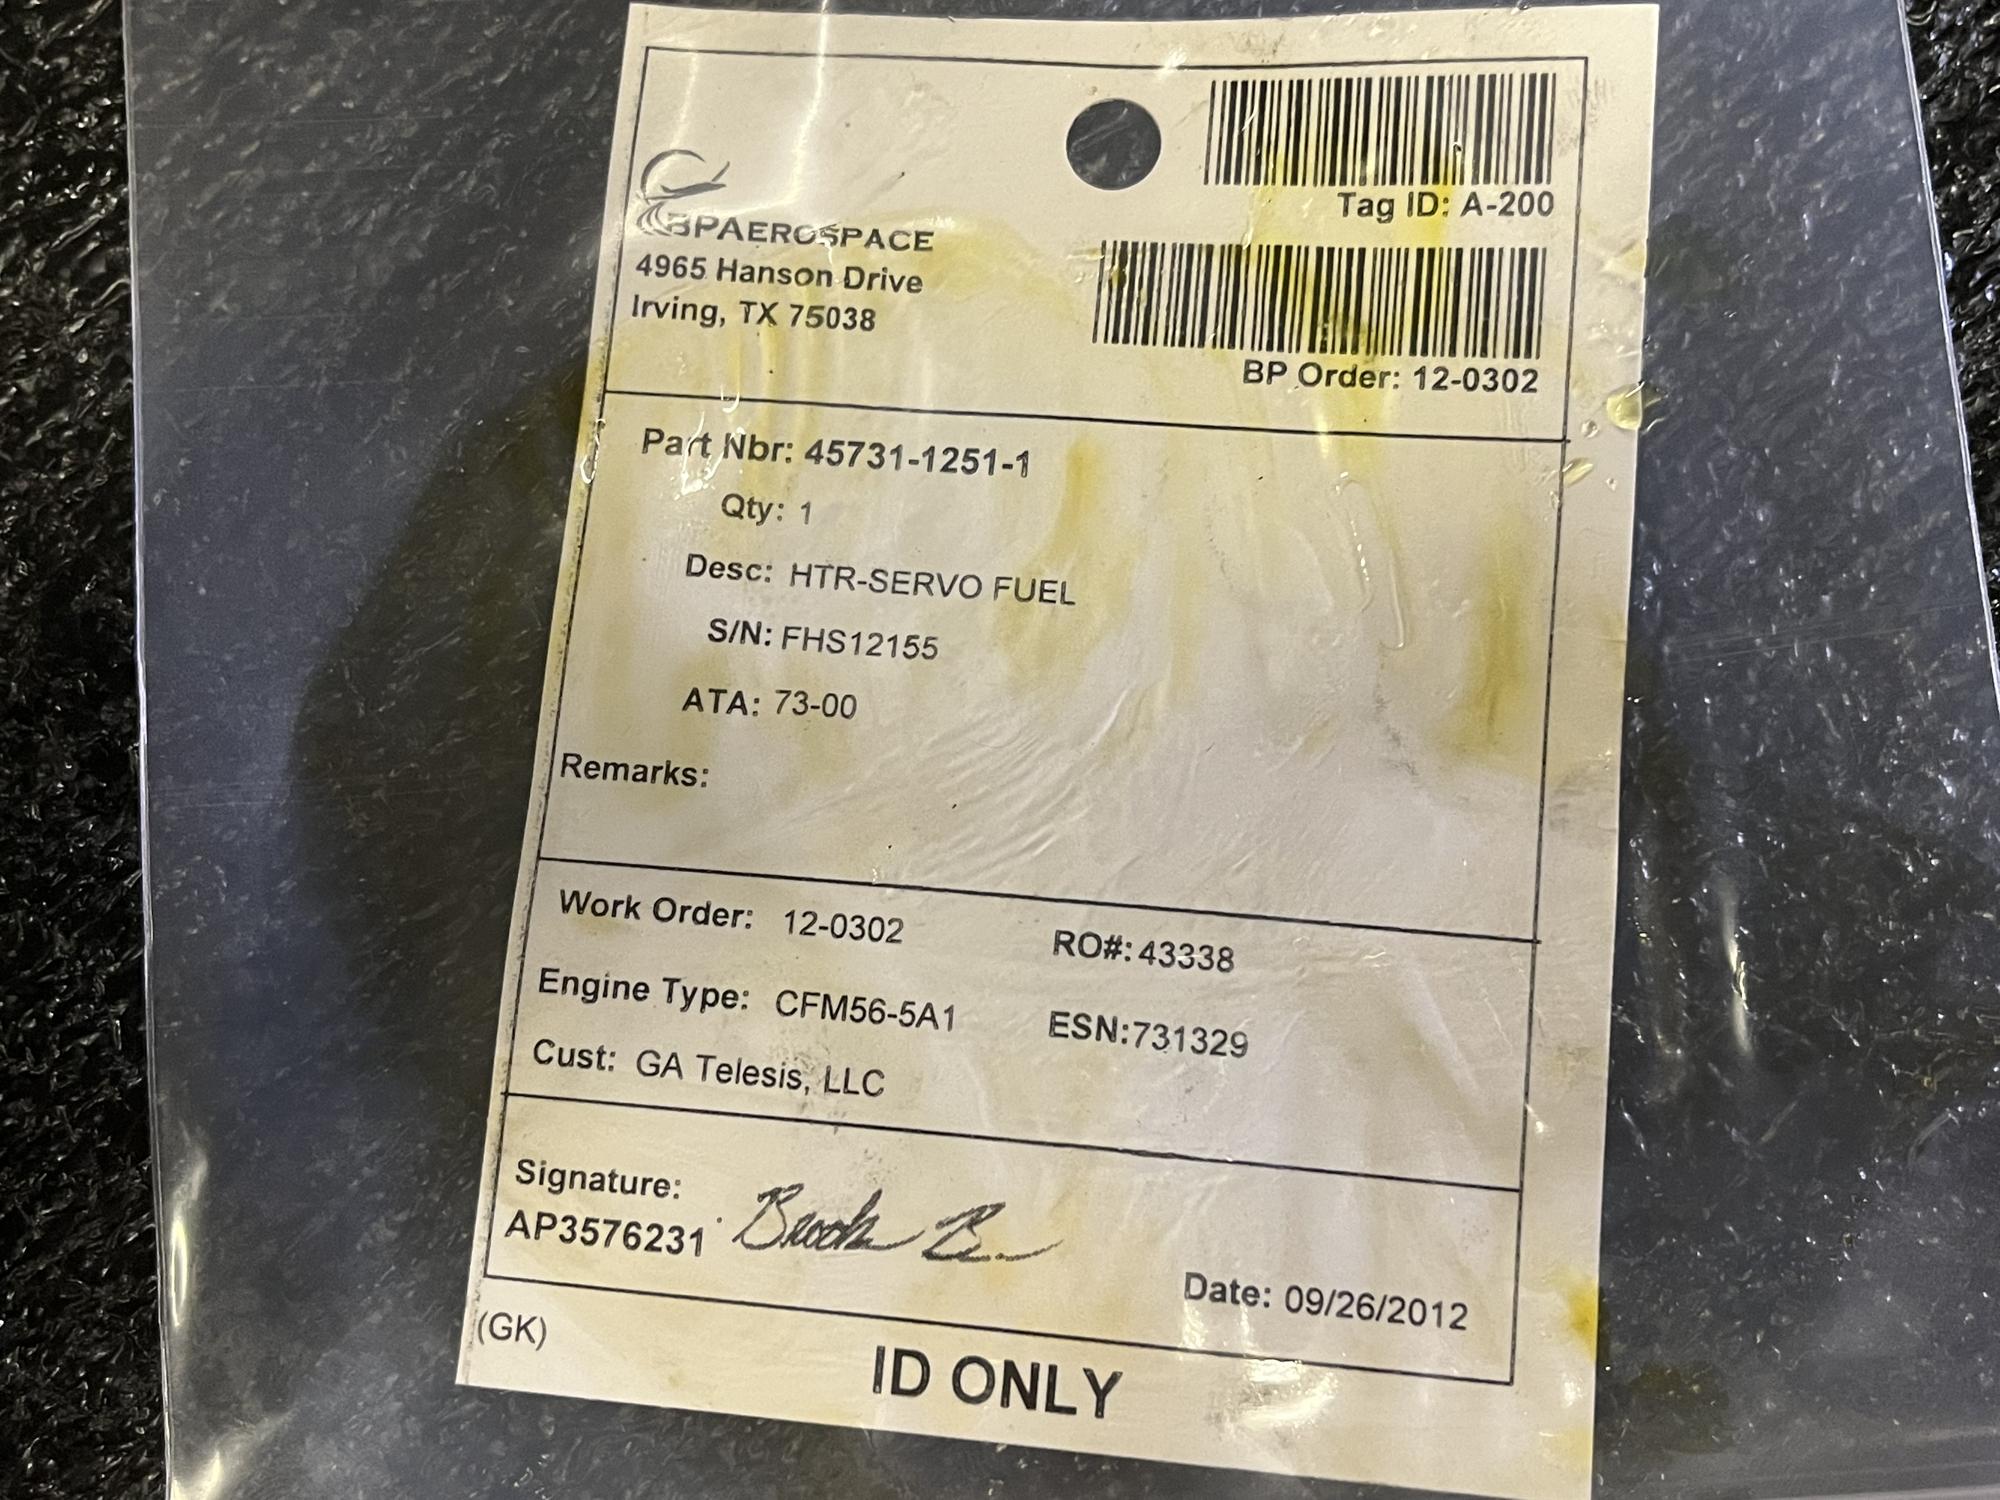 Tag ID: A-200
BPAEROSPACE
4965 Hanson Drive
Irving, TX 75038
BP Order: 12-0302
Part Nbr: 45731-1251-1
Qty: 1
Desc: HTR-SERVO FUEL
S/N: FHS12155
ATA: 73-00
Remarks:
Work Order: 12-0302 RO#: 43338
Engine Type: CFM56-5A1 ESN:731329
Cust: GA Telesis, LLC
Signature:
AP3576231
Date: 09/26/2012
(GK)
ID ONLY